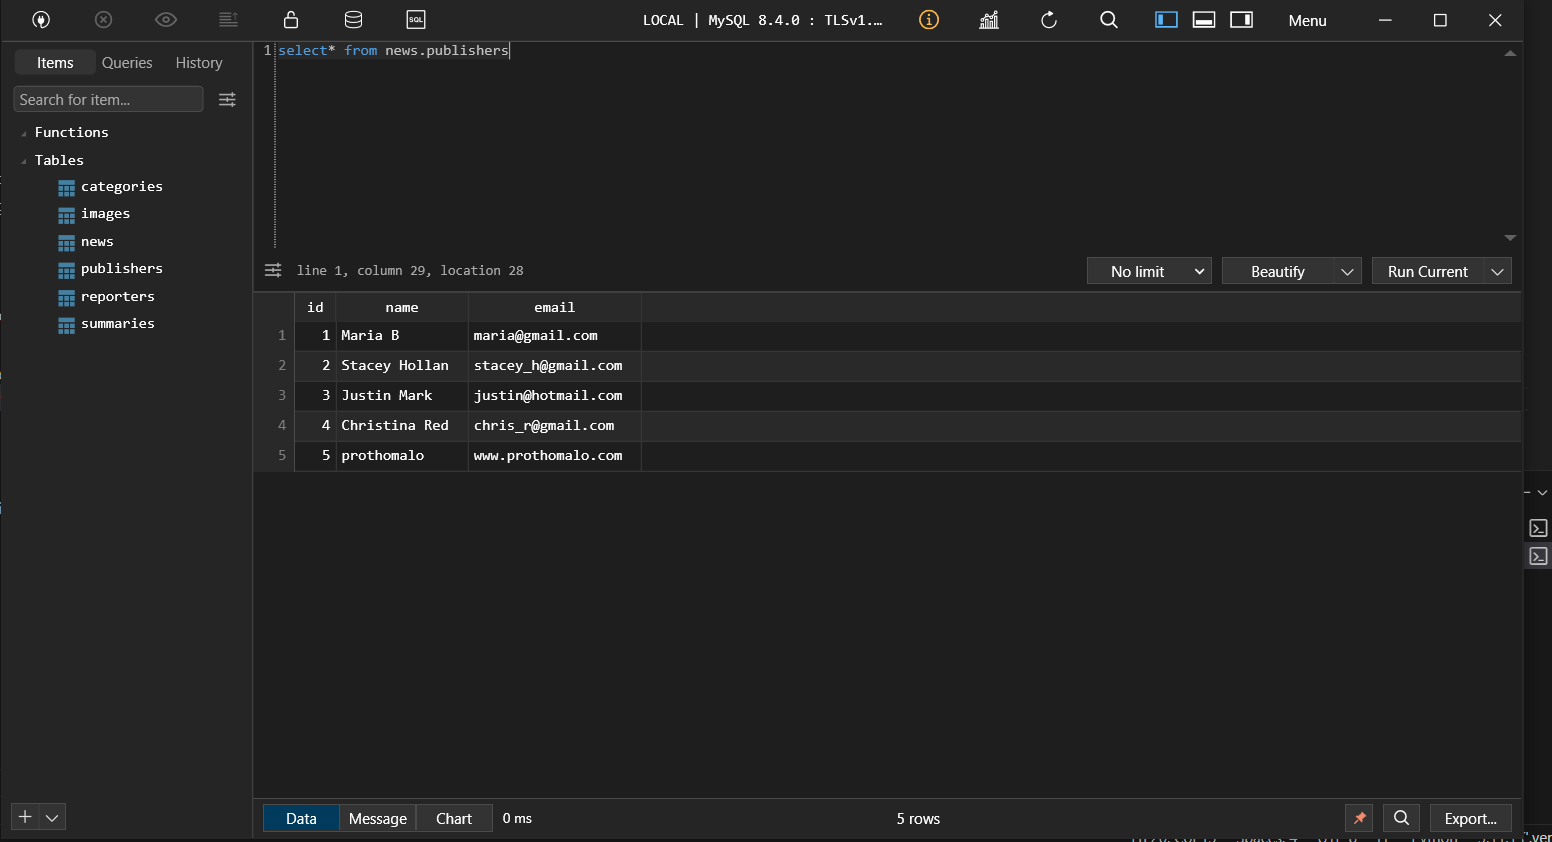 SQL
LOCAL | MySQL 8.4.0 : TLSv1....
Menu
Items Queries History
Search for item...
Functions
Tables
categories
images
news
publishers
reporters
summaries
1 select* from news.publishers
line 1, column 29, location 28
No limit
Beautify
Run Current
id name email
1 1 Maria B maria@gmail.com
2 2 Stacey Hollan stacey_h@gmail.com
3 3 Justin Mark justin@hotmail.com
4 4 Christina Red chris_r@gmail.com
5 5 prothomalo www.prothomalo.com
Data Message Chart 0 ms
5 rows
Export...